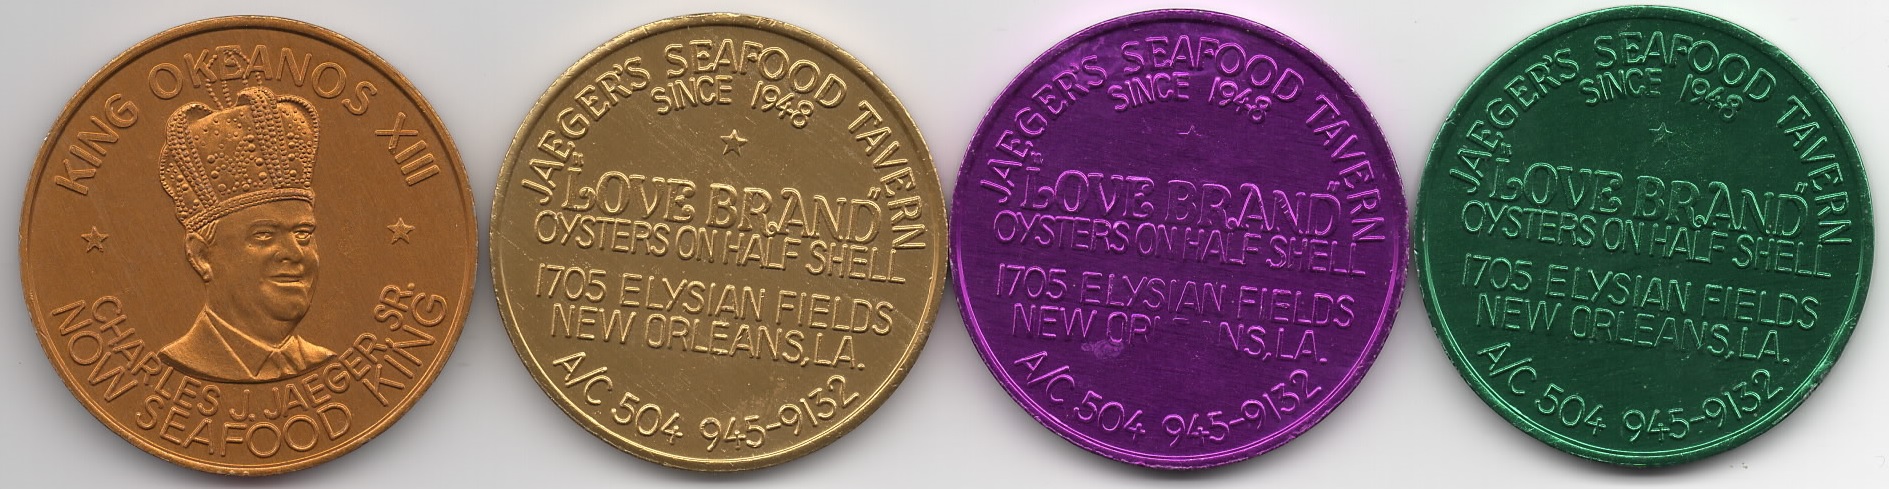 KING OKEANOS XIII
CHARLES J. JAEGER, SR.
NOW SEAFOOD KING
JAEGER'S SEAFOOD TAVERN
SINCE 1948
"LOVE BRAND"
OYSTERS ON HALF SHELL
1705 ELYSIAN FIELDS
NEW ORLEANS, LA.
A/C 504 945-9132
JAEGER'S SEAFOOD TAVERN
SINCE 1948
"LOVE BRAND"
OYSTERS ON HALF SHELL
1705 ELYSIAN FIELDS
NEW LA.
A/C 504 945-9132
JAEGER'S SEAFOOD TAVERN
SINCE 1948
"LOVE BRAND"
OYSTERS ON HALF SHELL
1705 ELYSIAN FIELDS
NEW ORLEANS, LA.
A/C 504 945-9132